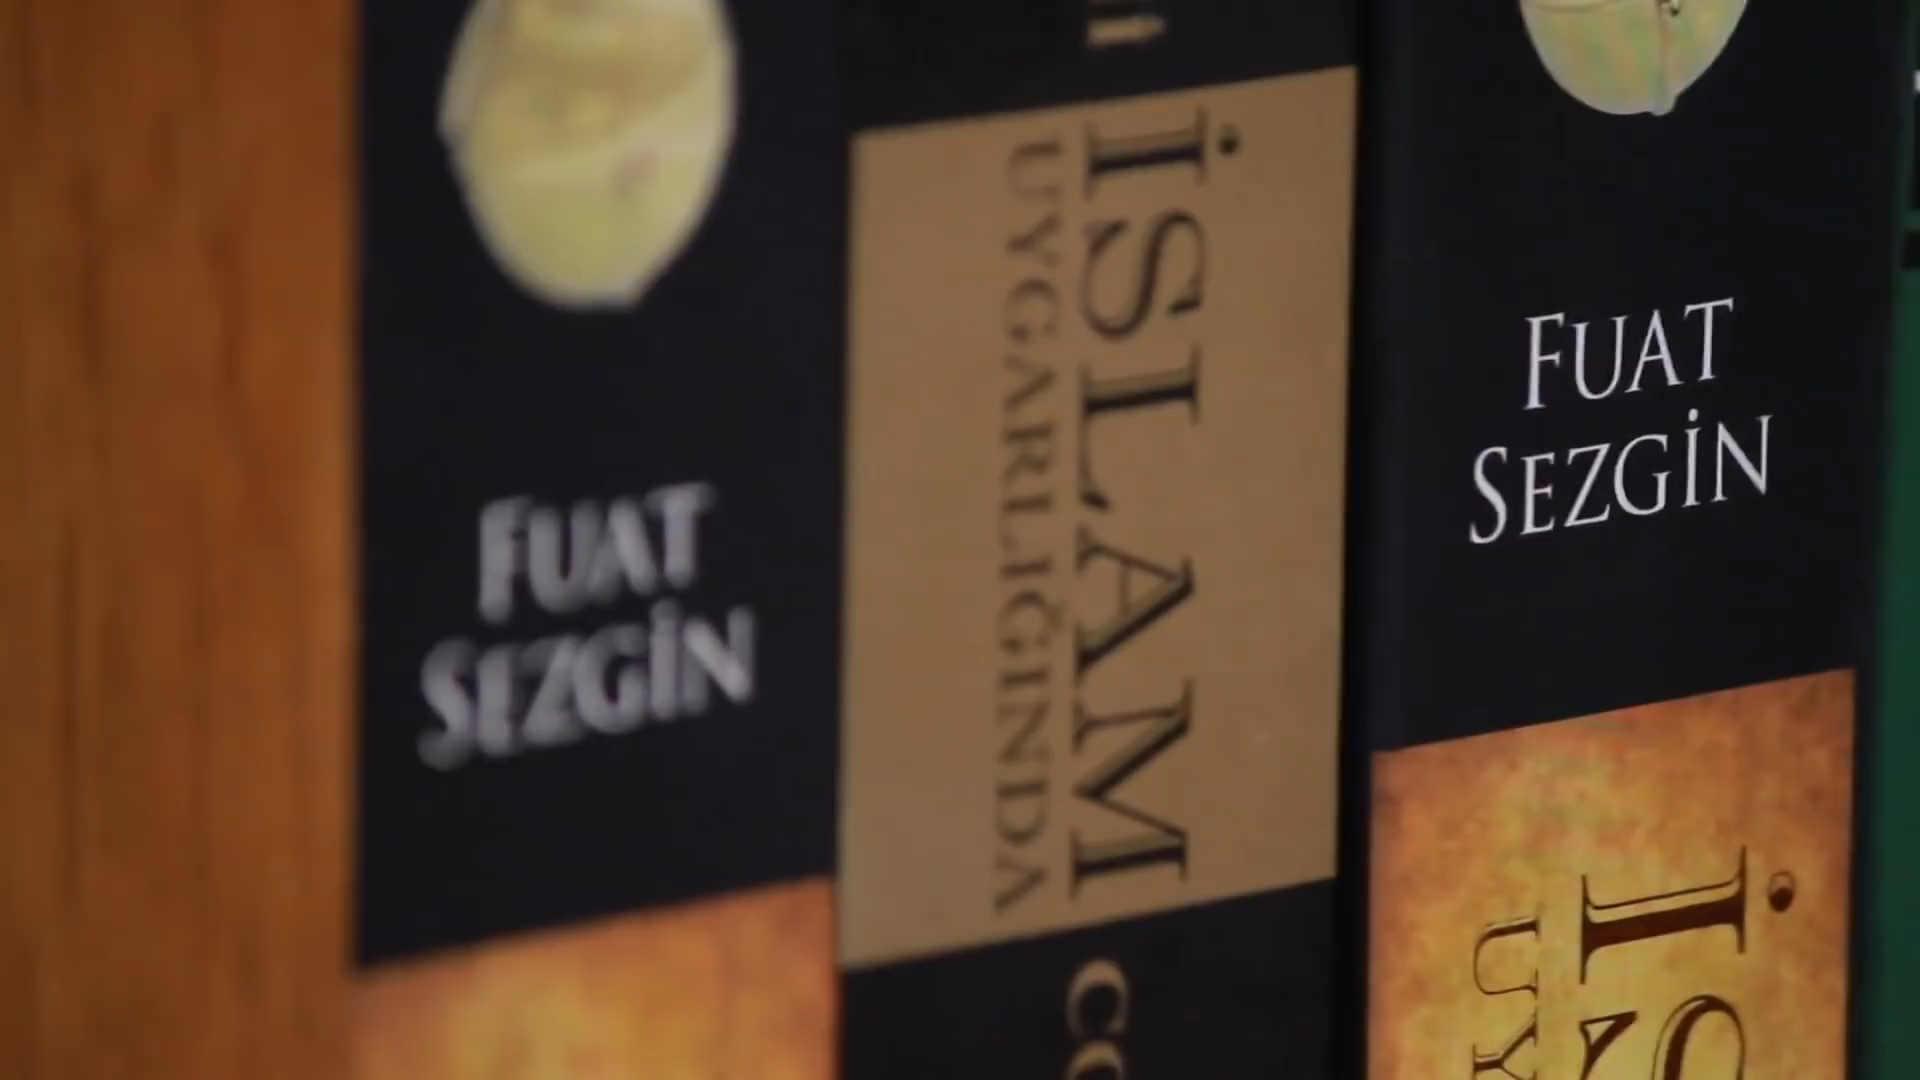 FUAT
SEZGİN
İSLAM
UYGARLIĞINDA
FUAT
SEZGİN